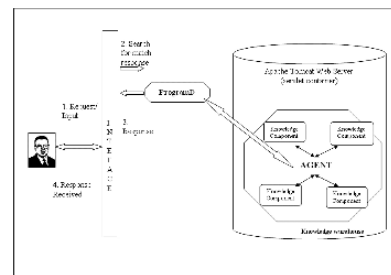 2. Search
for match
response
Apache Tomcat Web Server
(servlet container)
ProgramD
1. Request/
Input
3.
Response
Knowledge
Component
Knowledge
Component
AGENT
4. Response
Received
Knowledge
Component
Knowledge
Component
Knowledge warehouse